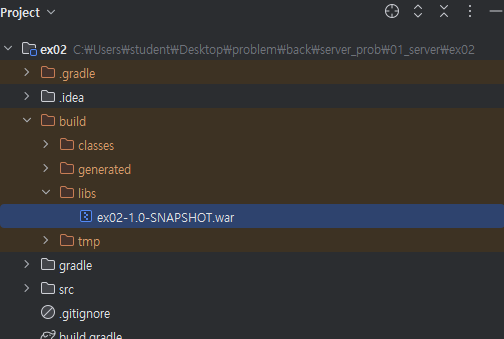 Project
ex02 C:₩Users₩student₩Desktop₩problem₩back₩server_prob₩01_server₩ex02
.gradle
.idea
build
classes
generated
libs
ex02-1.0-SNAPSHOT.war
tmp
gradle
src
.gitignore
build.gradle